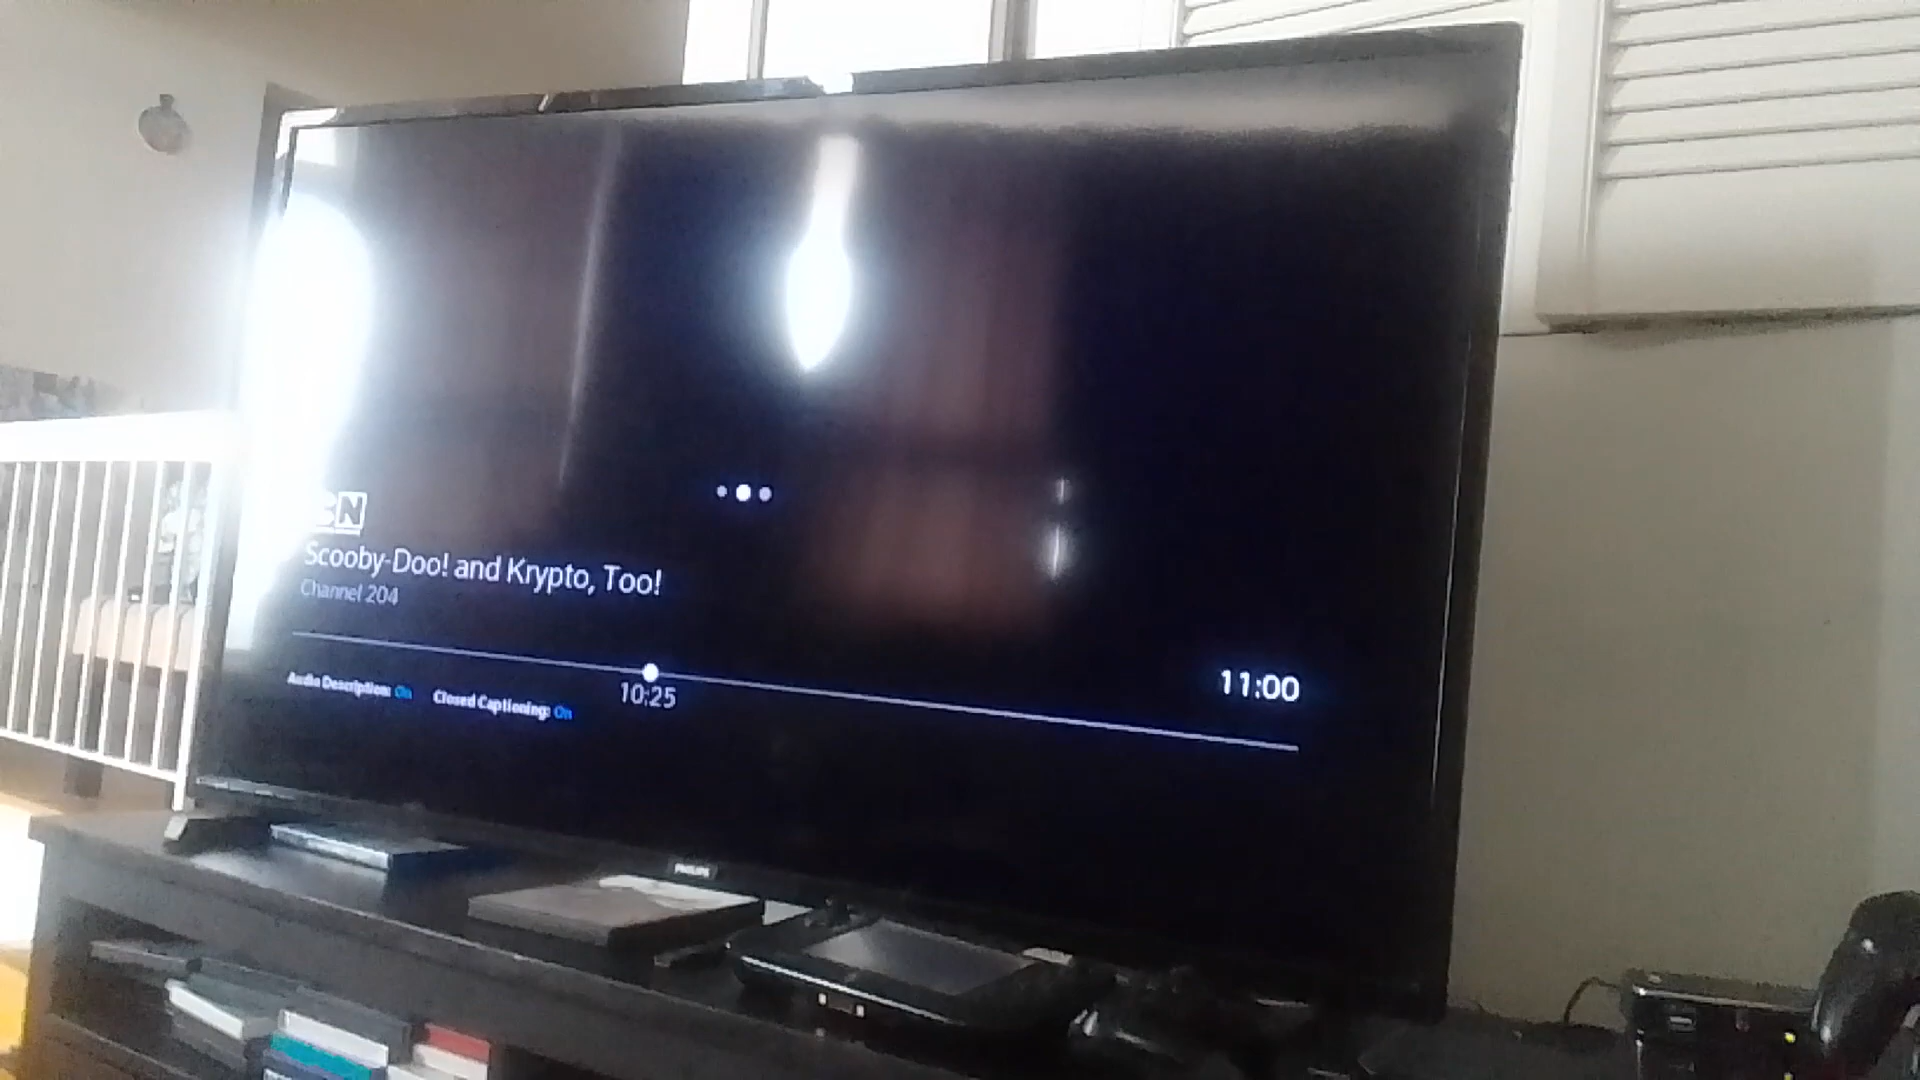 CN
Scooby-Doo! and Krypto, Too!
Channel 204
10:25
11:00
Audio Description: On Closed Captioning: On
PHILIPS